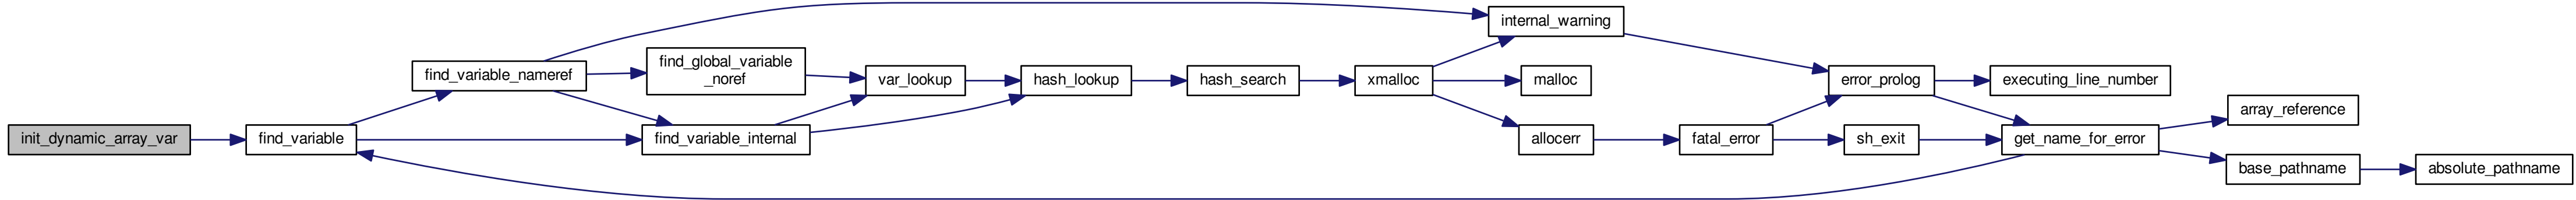 init_dynamic_array_var
find_variable
find_variable_nameref
find_global_variable
_noref
find_variable_internal
var_lookup
hash_lookup
hash_search
xmalloc
internal_warning
malloc
allocerr
fatal_error
error_prolog
sh_exit
executing_line_number
get_name_for_error
array_reference
base_pathname
absolute_pathname